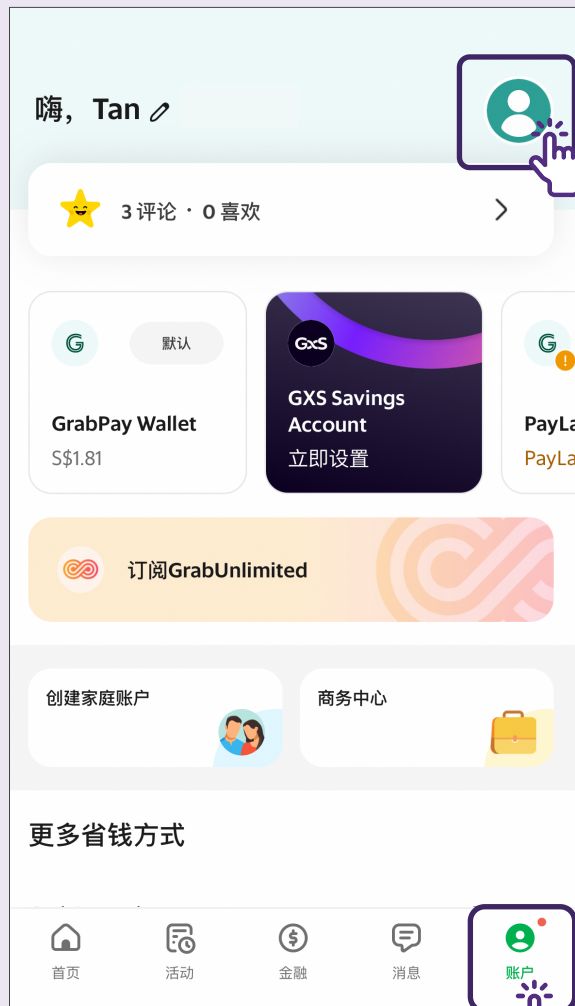 嗨，Tan
3 评论 · 0 喜欢
默认
GrabPay Wallet
S$1.81
GXS
GXS Savings
Account
立即设置
PayLa
PayLa
订阅GrabUnlimited
创建家庭账户
商务中心
更多省钱方式
首页
活动
金融
消息
账户